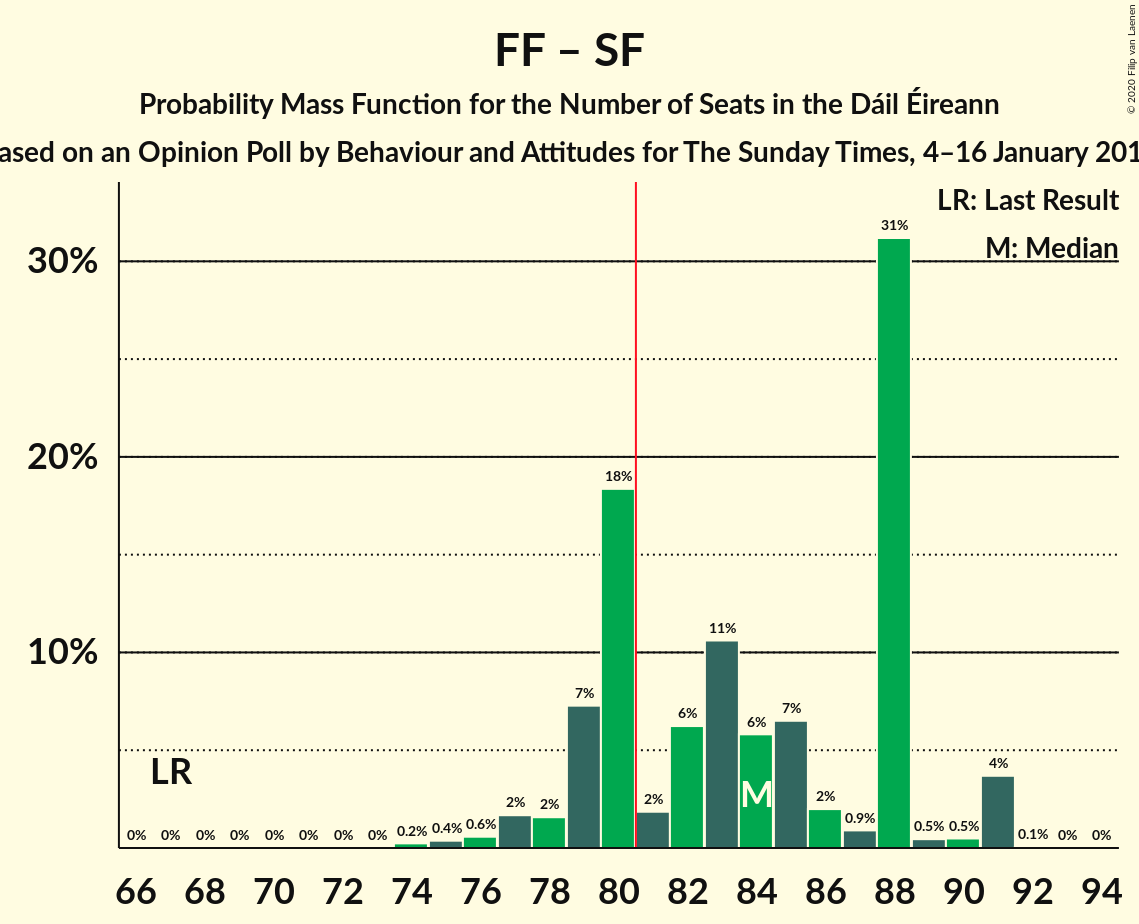 FF – SF
Probability Mass Function for the Number of Seats in the Dáil Éireann
ased on an Opinion Poll by Behaviour and Attitudes for The Sunday Times, 4–16 January 201
© 2020 Filip van Laenen
LR: Last Result
M: Median
30%
20%
10%
31%
18%
11%
7%
6%
6%
7%
4%
LR
M
0% 0% 0% 0% 0% 0% 0% 0% 0.2% 0.4% 0.6% 2% 2% 2% 2% 0.9% 0.5% 0.5% 0.1% 0% 0%
66 68 70 72 74 76 78 80 82 84 86 88 90 92 94